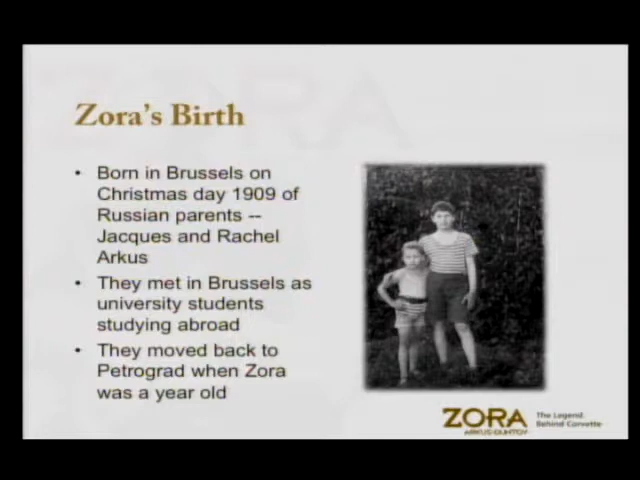 Zora's Birth
• Born in Brussels on
Christmas day 1909 of
Russian parents --
Jacques and Rachel
Arkus
• They met in Brussels as
university students
studying abroad
• They moved back to
Petrograd when Zora
was a year old
ZORA
ARKUS-DUNTOV
The Legend
Behind Corvette